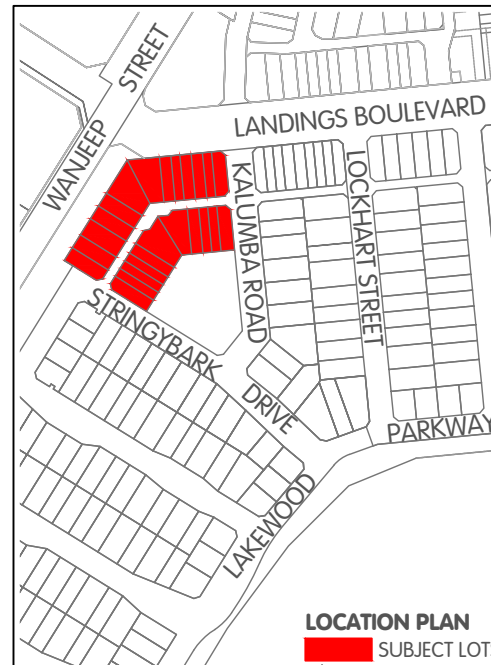 WANJEEP STREET
LANDINGS BOULEVARD
KALUMBA ROAD
LOCKHART STREET
STRINGYBARK DRIVE
PARKWAY
LAKEWOOD
LOCATION PLAN
SUBJECT LOT